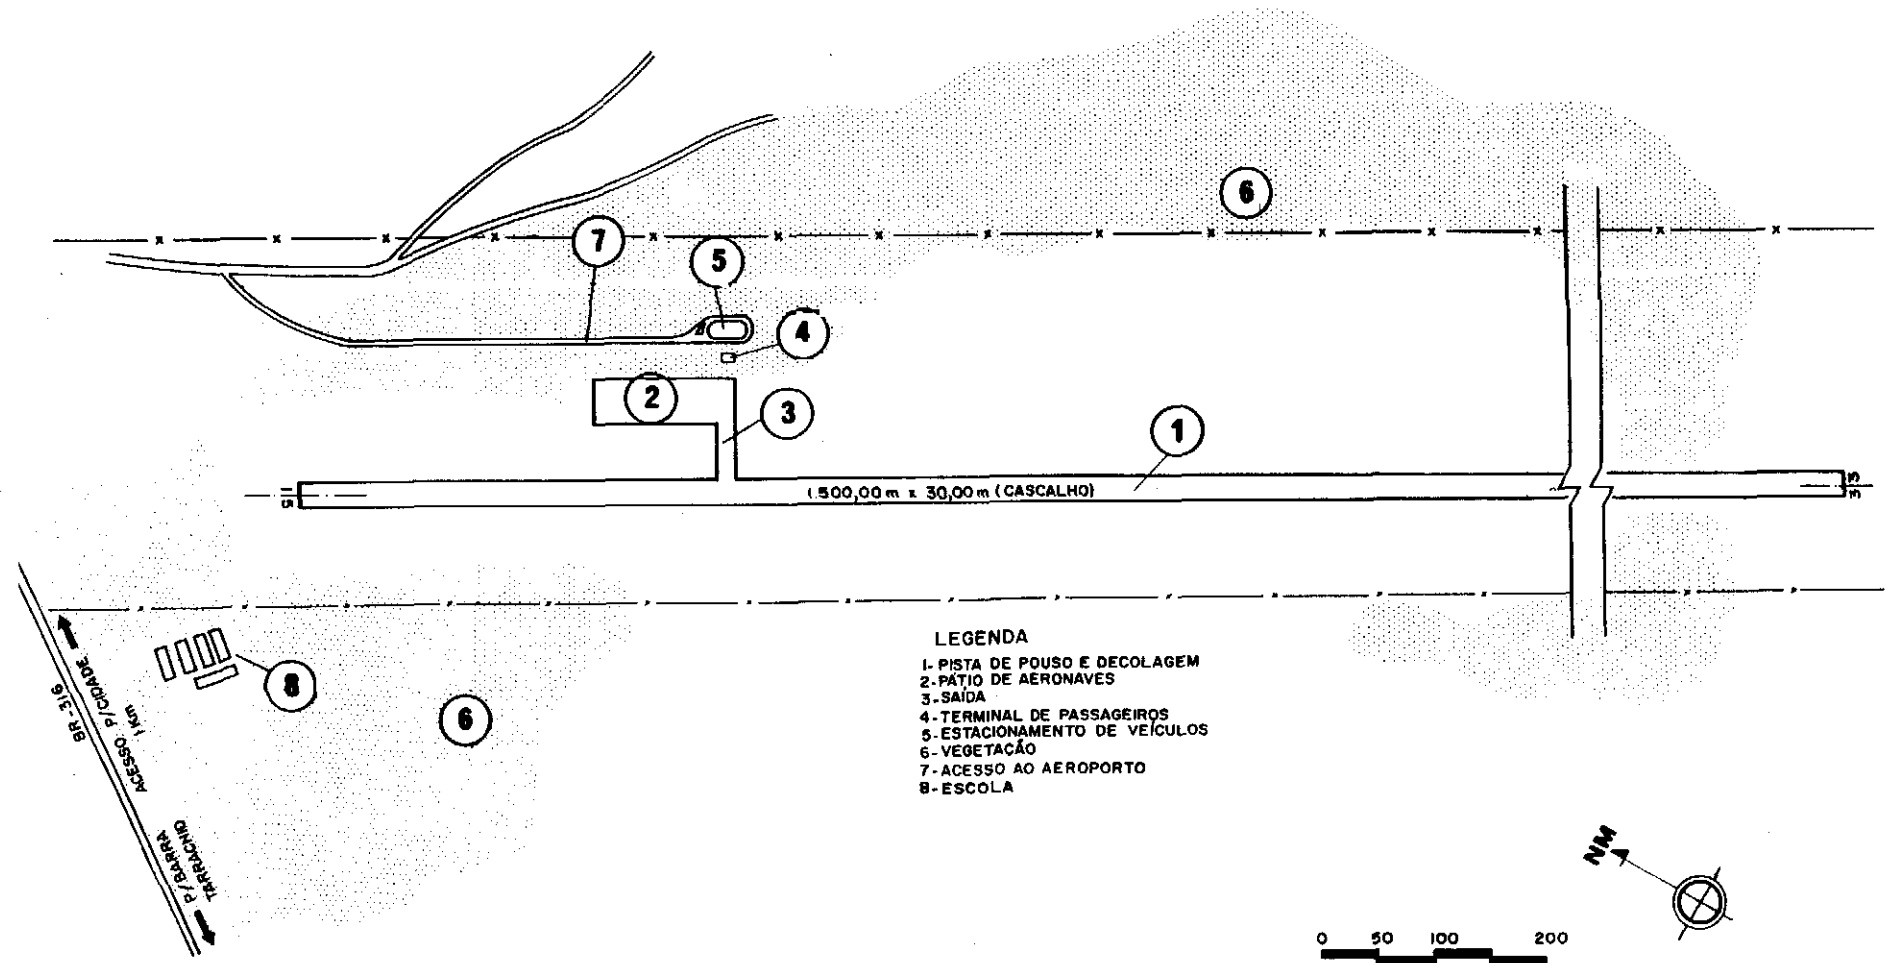 6
7
5
4
2
3
1
1.500,00 m x 30,00 m (CASCALHO)
15
33
LEGENDA
1- PISTA DE POUSO E DECOLAGEM
2- PÁTIO DE AERONAVES
3- SAÍDA
4- TERMINAL DE PASSAGEIROS
5- ESTACIONAMENTO DE VEÍCULOS
6- VEGETAÇÃO
7- ACESSO AO AEROPORTO
8- ESCOLA
8
6
BR-316
ACESSO P/CIDADE
1 Km
P/BARRA
TARRACNIO
NM
0 50 100 200